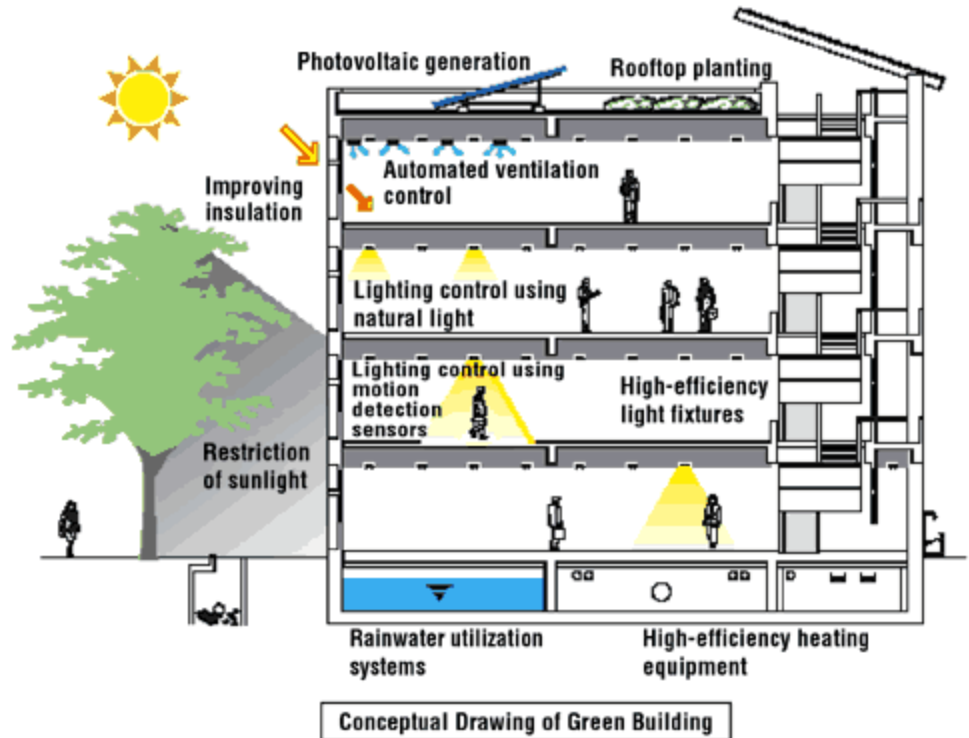 Photovoltaic generation
Rooftop planting
Improving
insulation
Automated ventilation
control
Lighting control using
natural light
Lighting control using
motion
detection
sensors
High-efficiency
light fixtures
Restriction
of sunlight
Rainwater utilization
systems
High-efficiency heating
equipment
Conceptual Drawing of Green Building